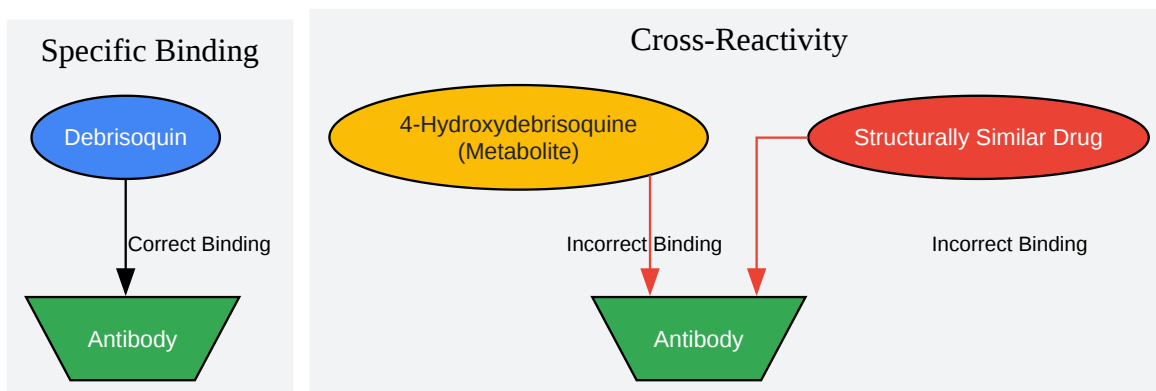 Specific Binding
Debrisoquin
Correct Binding
Antibody
Cross-Reactivity
4-Hydroxydebrisoquine
(Metabolite)
Structurally Similar Drug
Incorrect Binding
Incorrect Binding
Antibody